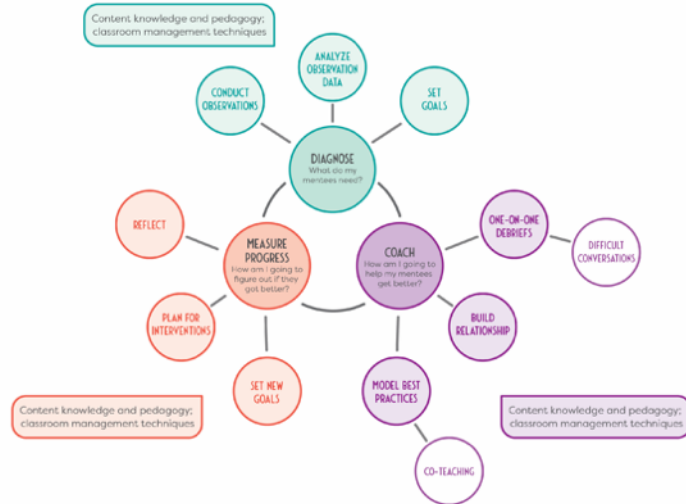 Content knowledge and pedagogy;
classroom management techniques
ANALYZE
OBSERVATION
DATA
CONDUCT
OBSERVATIONS
SET
GOALS
DIAGNOSE
What do my
mentees need?
REFLECT
MEASURE
PROGRESS
How am I going to
figure out if they
got better?
COACH
How am I going to
help my mentees
get better?
ONE-ON-ONE
DEBRIEFS
DIFFICULT
CONVERSATIONS
PLAN FOR
INTERVENTIONS
BUILD
RELATIONSHIP
SET NEW
GOALS
MODEL BEST
PRACTICES
Content knowledge and pedagogy;
classroom management techniques
Content knowledge and pedagogy;
classroom management techniques
CO-TEACHING